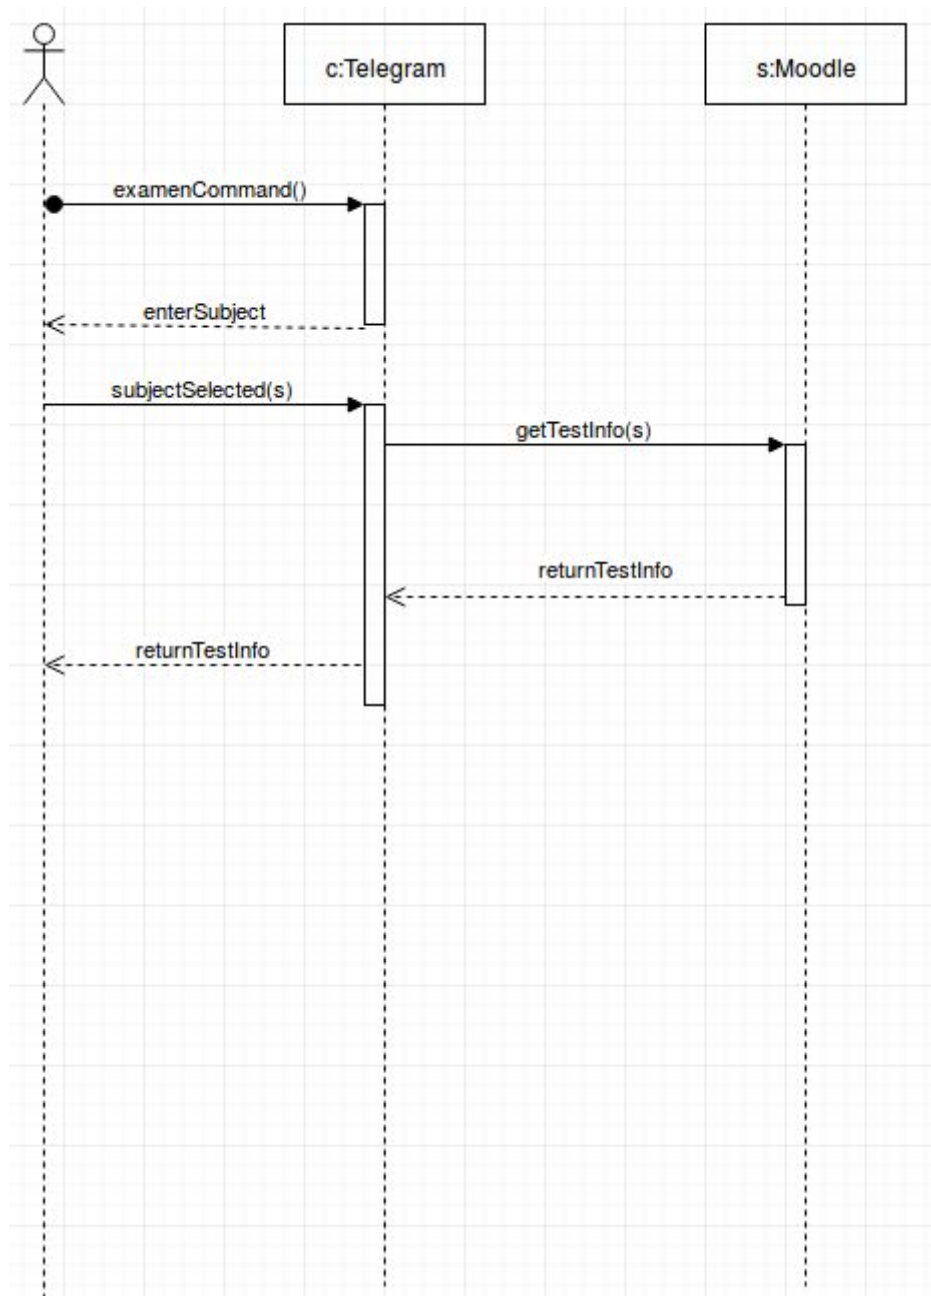 c:Telegram
s:Moodle
examenCommand()
enterSubject
subjectSelected(s)
getTestInfo(s)
returnTestInfo
returnTestInfo